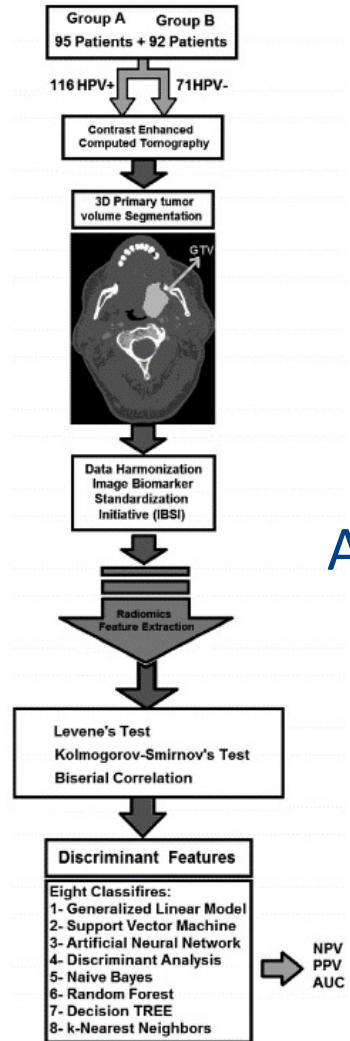 Group A Group B
95 Patients + 92 Patients
116 HPV+ 71HPV-
Contrast Enhanced
Computed Tomography
3D Primary tumor
volume Segmentation
GTV
Data Harmonization
Image Biomarker
Standardization
Initiative (IBSI)
A
Radiomics
Feature Extraction
Levene's Test
Kolmogorov-Smirnov's Test
Biserial Correlation
Discriminant Features
Eight Classifires:
1- Generalized Linear Model
2- Support Vector Machine
3- Artificial Neural Network
4- Discriminant Analysis
5- Naive Bayes
6- Random Forest
7- Decision TREE
8- k-Nearest Neighbors
NPV
PPV
AUC